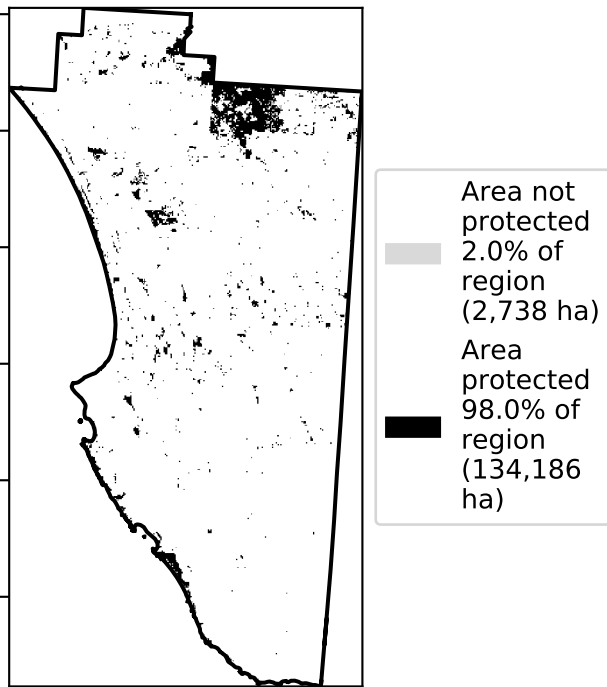 Area not
protected
2.0% of
region
(2,738 ha)
Area
protected
98.0% of
region
(134,186
ha)